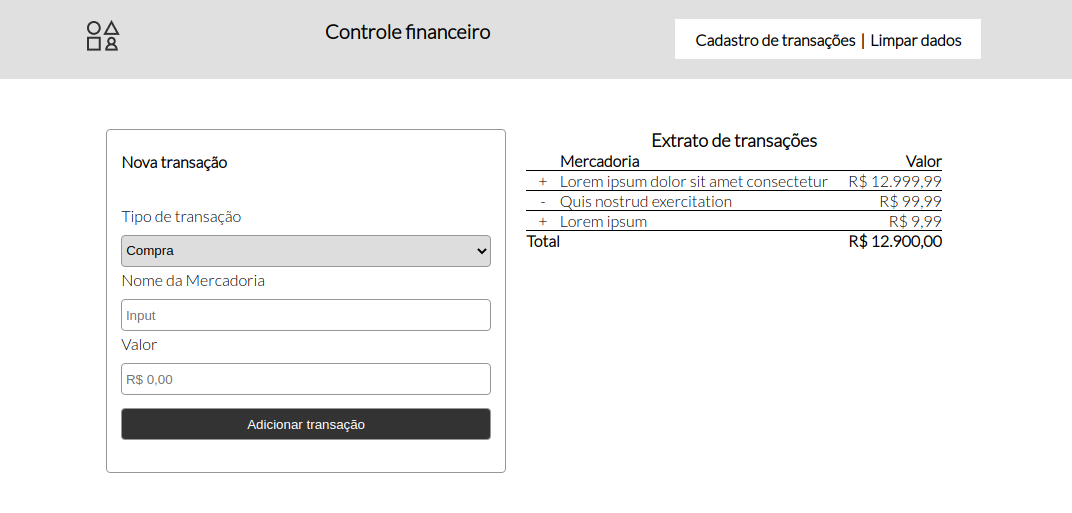 Controle financeiro
Cadastro de transações | Limpar dados
Nova transação
Tipo de transação
Compra
Nome da Mercadoria
Input
Valor
R$ 0,00
Adicionar transação
Extrato de transações
Mercadoria Valor
+ Lorem ipsum dolor sit amet consectetur R$ 12.999,99
- Quis nostrud exercitation R$ 99,99
+ Lorem ipsum R$ 9,99
Total R$ 12.900,00